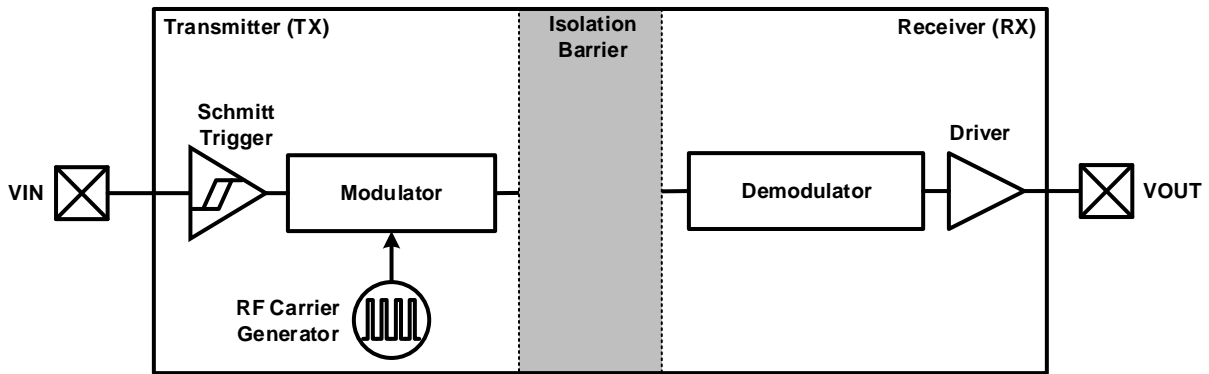 Transmitter (TX)
Isolation
Barrier
Receiver (RX)
Schmitt
Trigger
Driver
VIN
Modulator
Demodulator
VOUT
RF Carrier
Generator